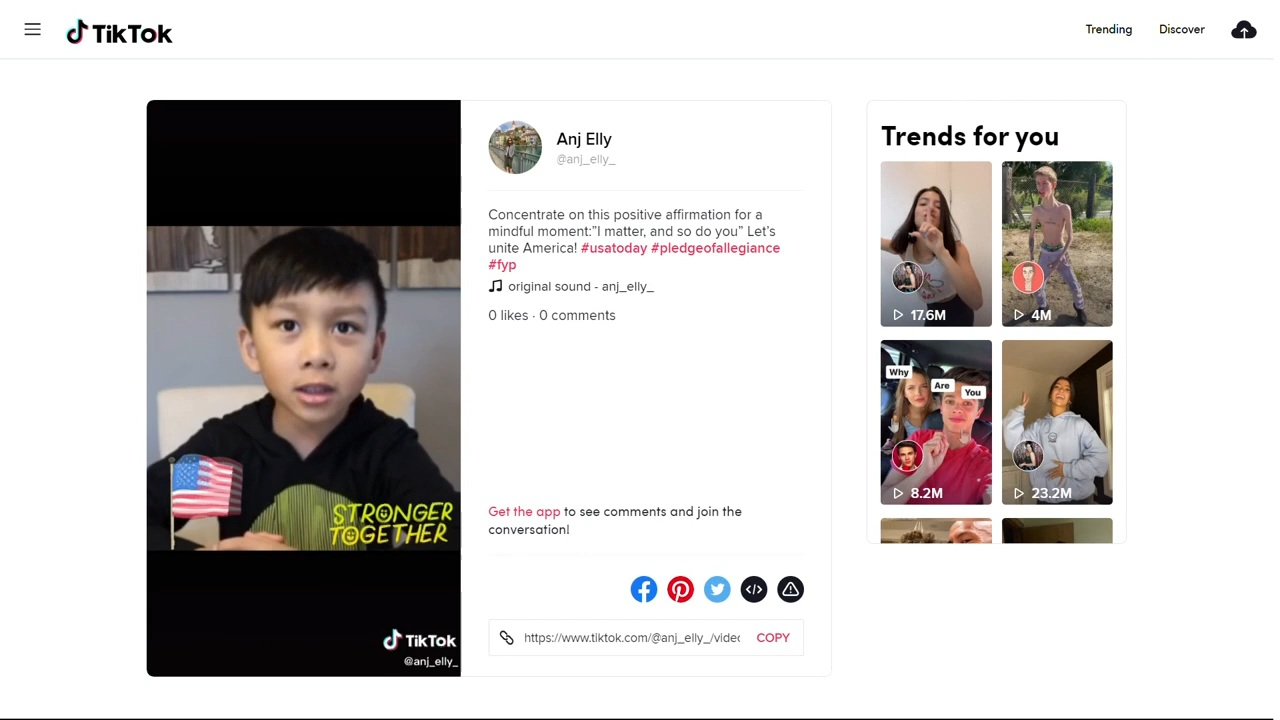 TikTok
Trending
Discover
Anj Elly
@anj_elly_
Concentrate on this positive affirmation for a
mindful moment:"I matter, and so do you" Let's
unite America! #usatoday #pledgeofallegiance
#fyp
original sound - anj_elly_
0 likes · 0 comments
Get the app to see comments and join the
conversation!
https://www.tiktok.com/@anj_elly_/videc
COPY
STRONGER
TOGETHER
TikTok
@anj_elly_
Trends for you
17.6M
4M
Why
Are
You
8.2M
23.2M